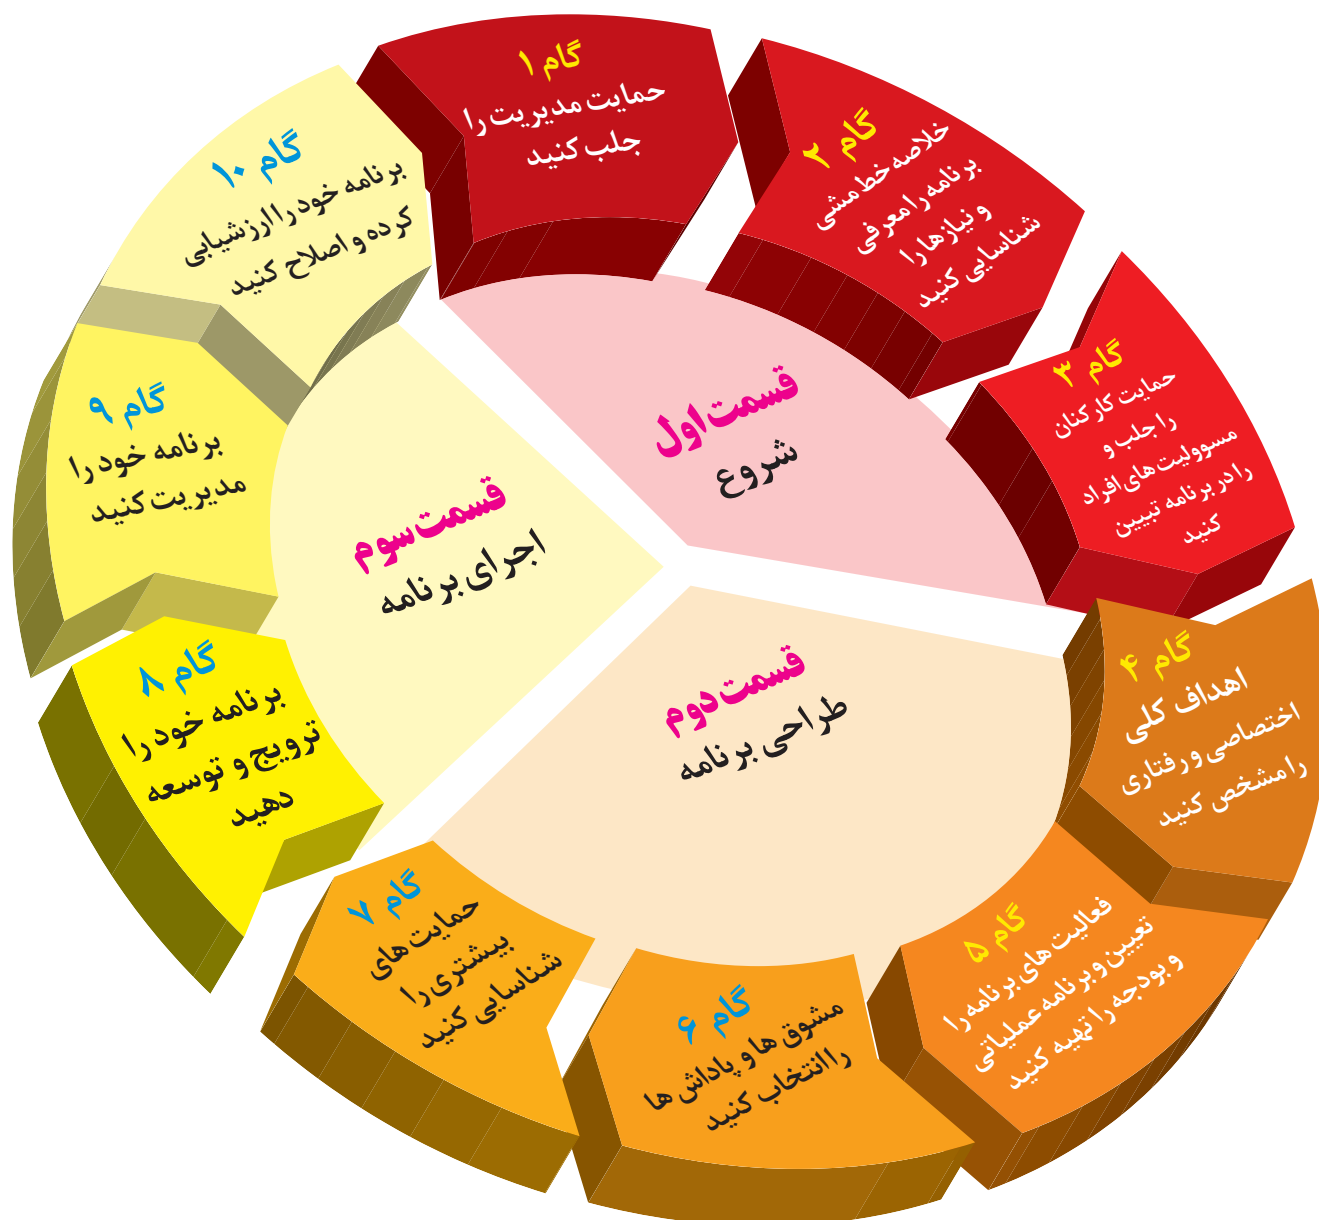 گام ۱
حمایت مدیریت را
جلب کنید
گام ۲
خلاصه خط مشی
برنامه را معرفی
و نیازها را
شناسایی کنید
گام ۳
حمایت کارکنان
را جلب و
مسوولیت های افراد
را در برنامه تبیین
کنید
گام ۴
اهداف کلی
اختصاصی و رفتاری
را مشخص کنید
گام ۵
فعالیت های برنامه را
تعیین و برنامه عملیاتی
و بودجه را تهیه کنید
گام ۶
مشوق ها و پاداش ها
را انتخاب کنید
گام ۷
حمایت های
بیشتری را
شناسایی کنید
گام ۸
برنامه خود را
ترویج و توسعه
دهید
گام ۹
برنامه خود را
مدیریت کنید
گام ۱۰
برنامه خود را ارزشیابی
کرده و اصلاح کنید
قسمت اول
شروع
قسمت دوم
طراحی برنامه
قسمت سوم
اجرای برنامه